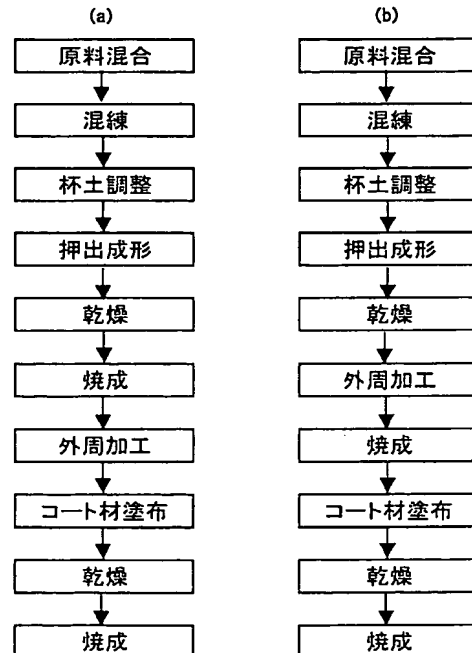 (a)
原料混合
混練
杯土調整
押出成形
乾燥
焼成
外周加工
コート材塗布
乾燥
焼成
(b)
原料混合
混練
杯土調整
押出成形
乾燥
外周加工
焼成
コート材塗布
乾燥
焼成